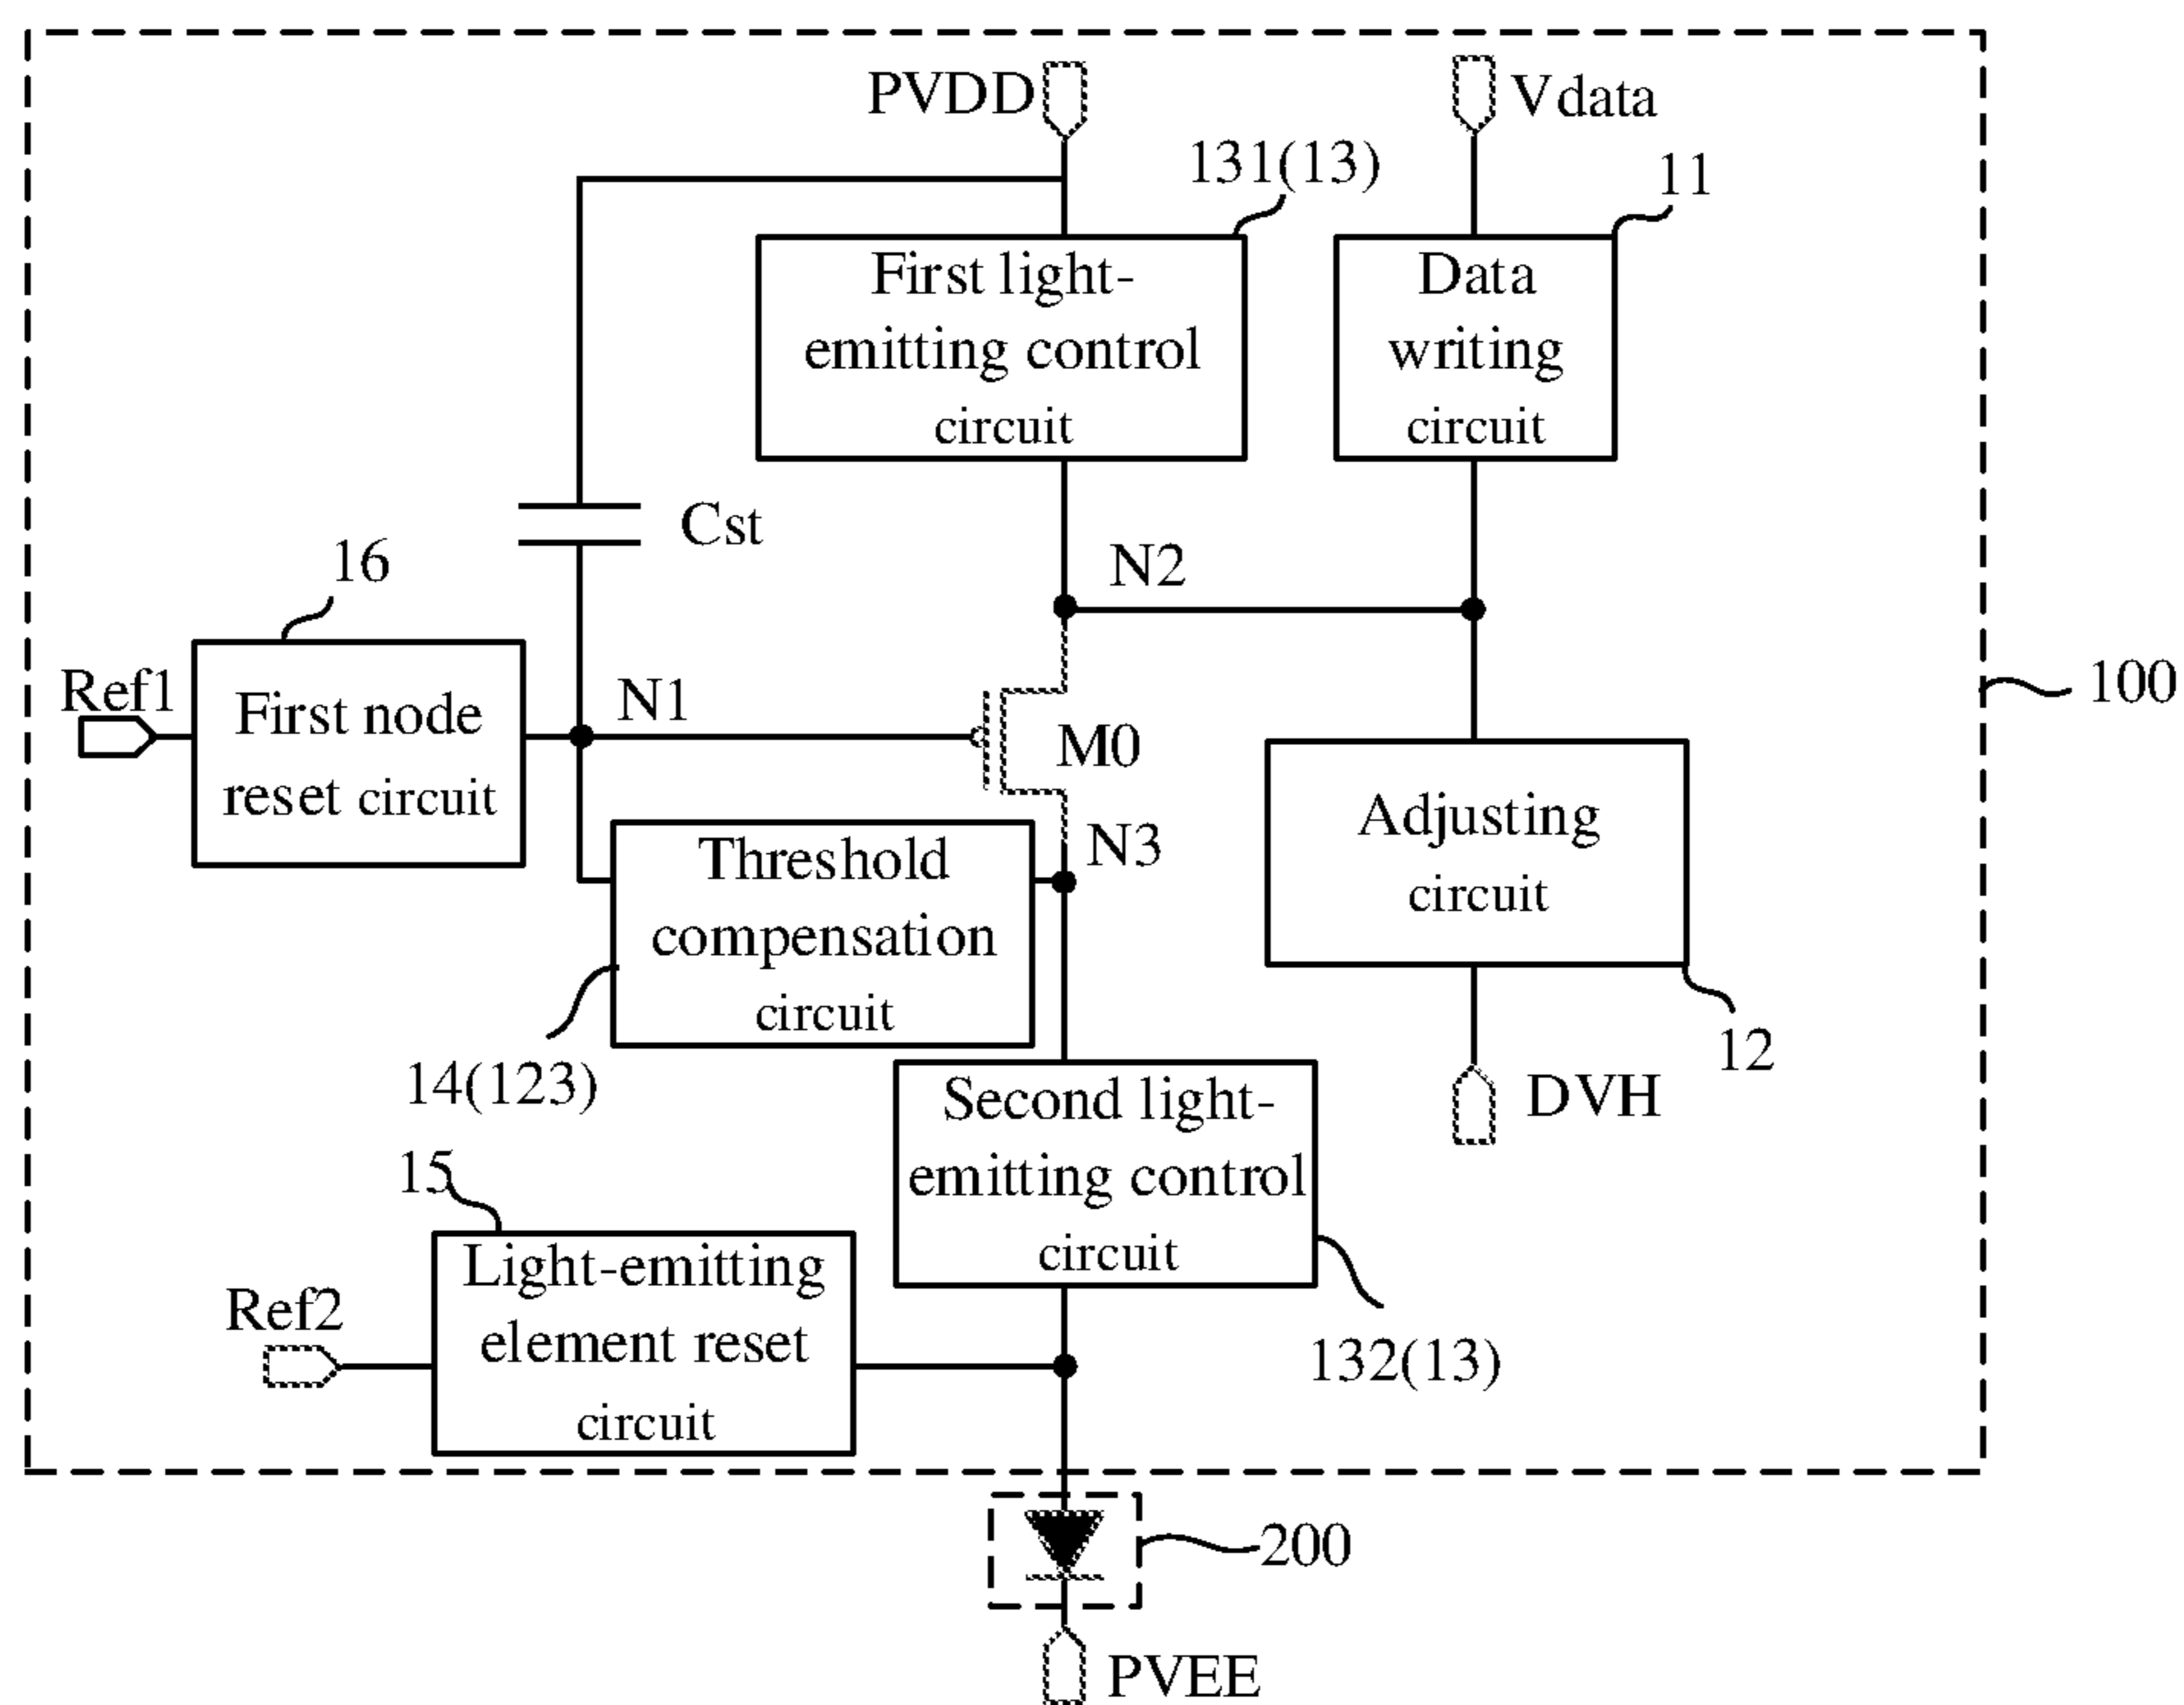 PVDD
Vdata
131(13)
11
First light-
emitting control
circuit
Data
writing
circuit
Cst
16
N2
Ref1
First node
reset circuit
N1
M0
100
N3
Threshold
compensation
circuit
Adjusting
circuit
14(123)
12
DVH
Second light-
emitting control
circuit
15
Light-emitting
element reset
circuit
Ref2
132(13)
200
PVEE